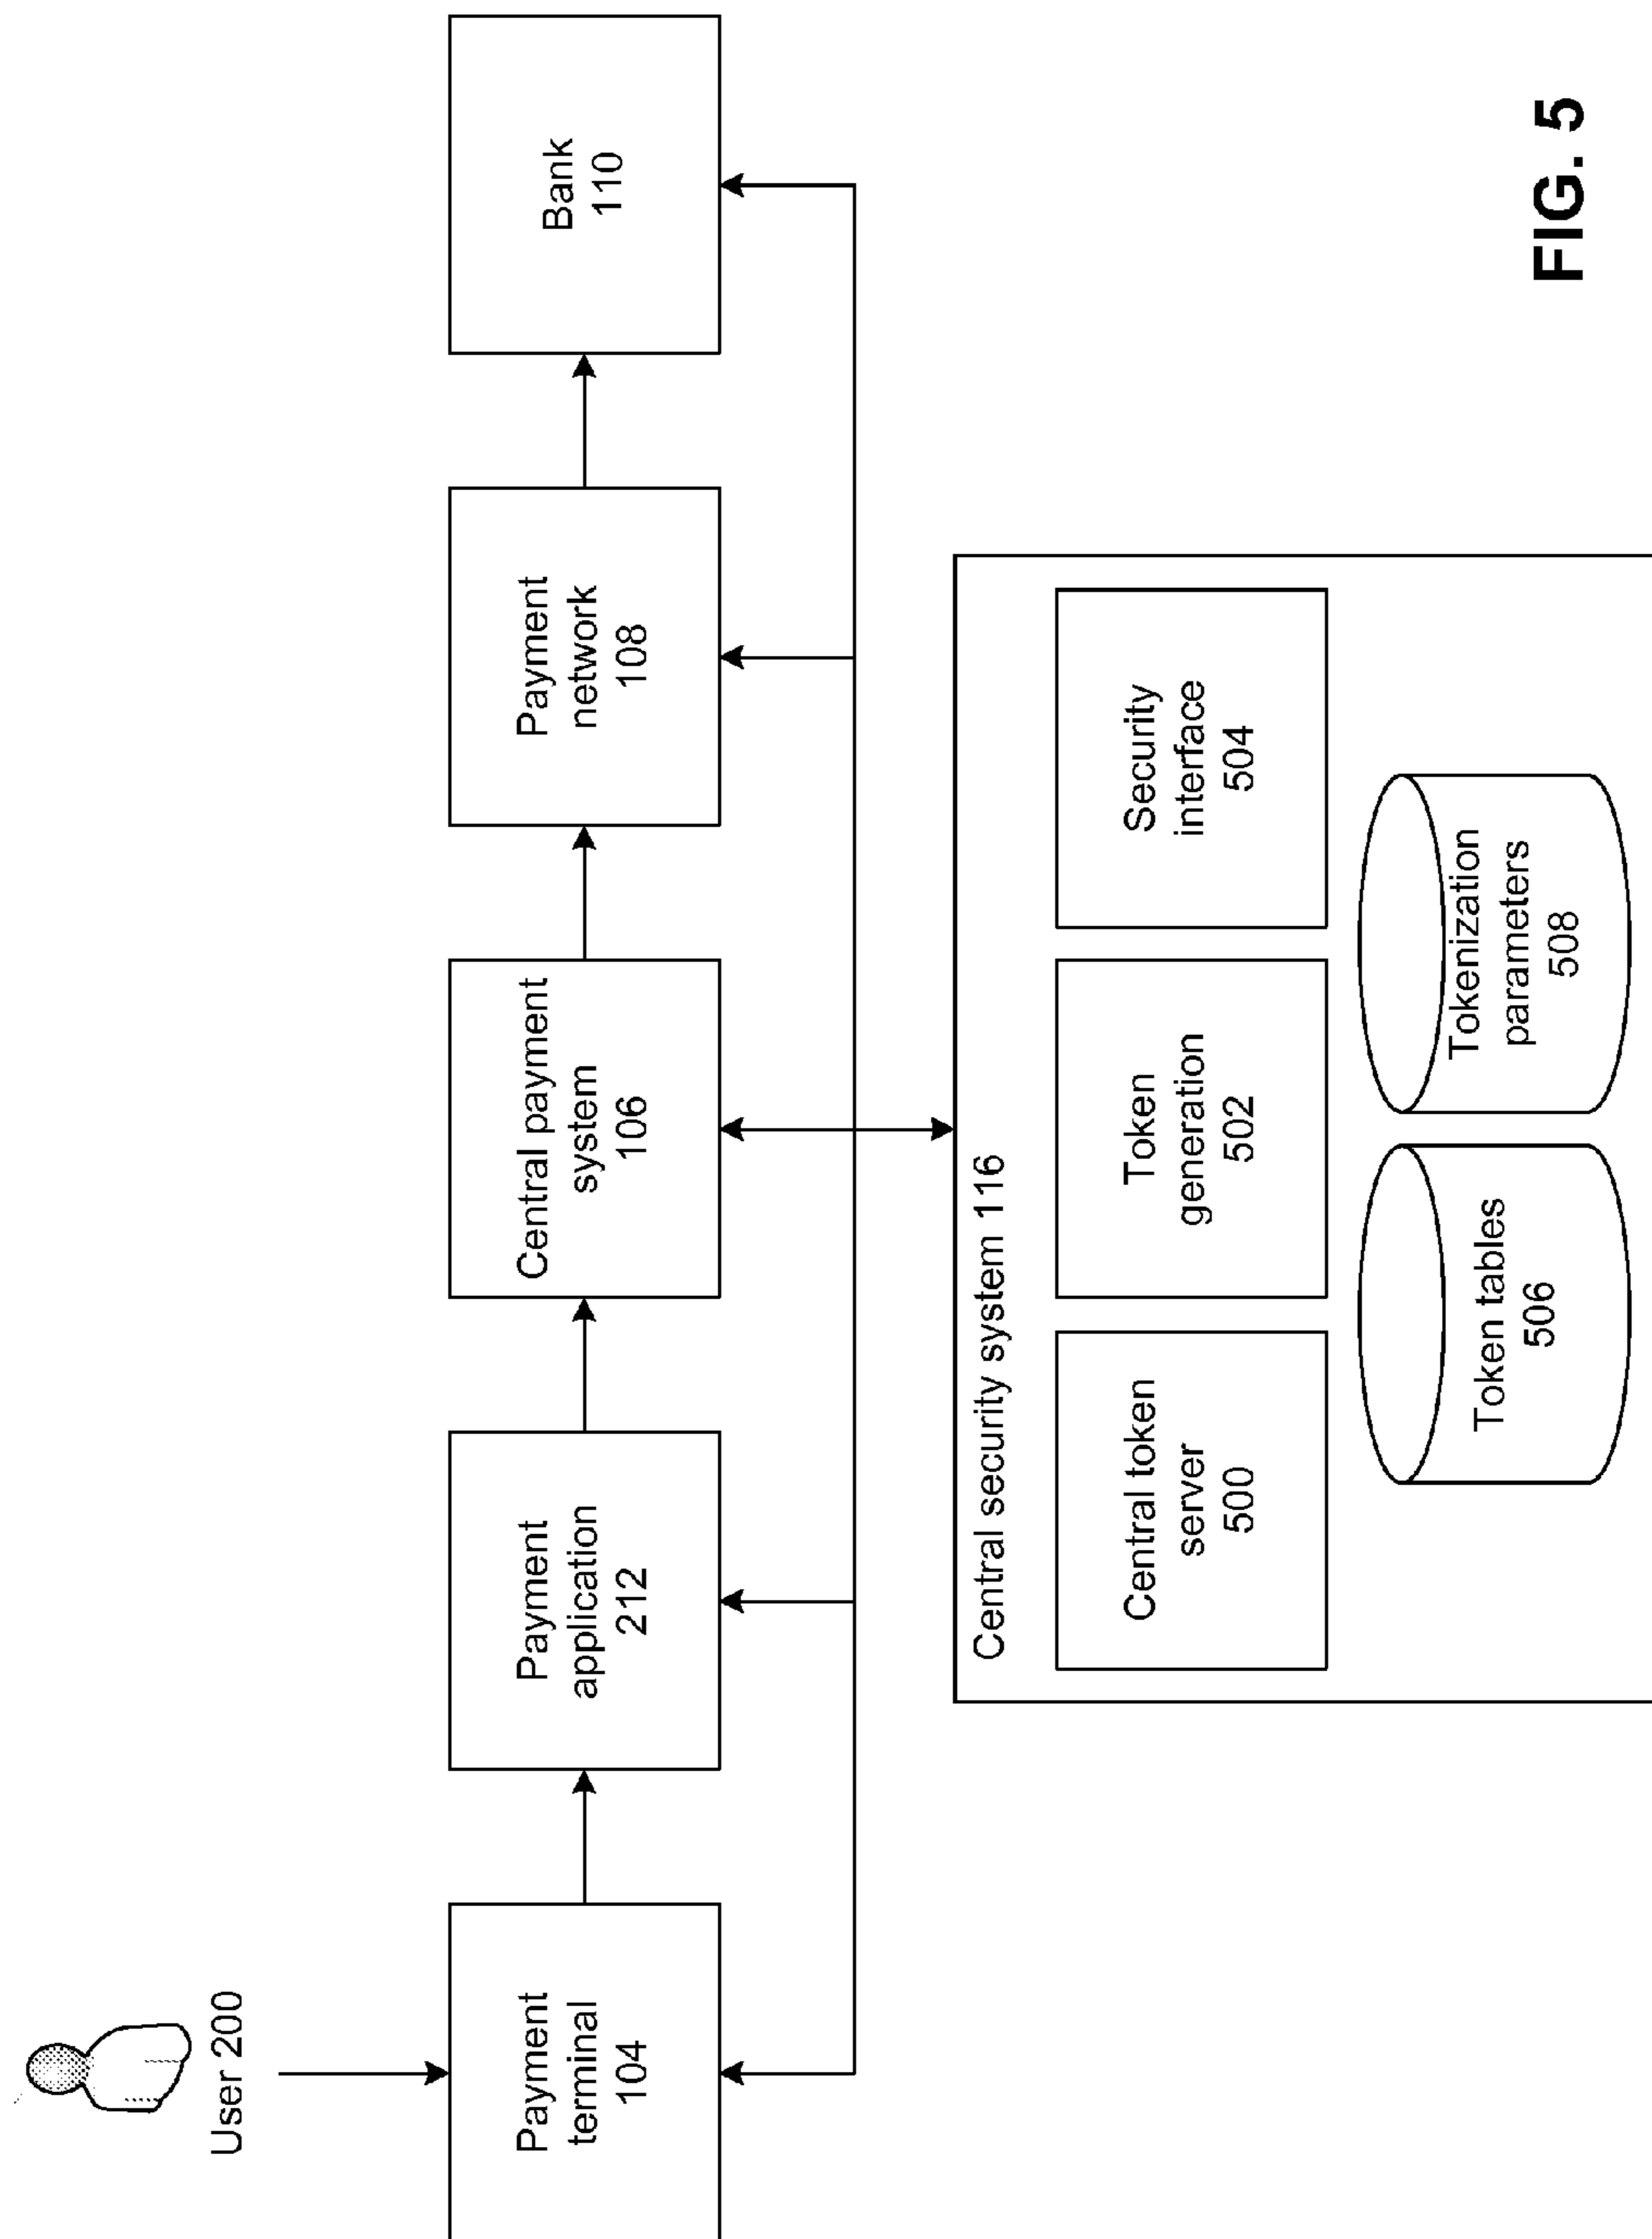 User 200
Payment
terminal
104
Payment
application
212
Central payment
system
106
Payment
network
108
Bank
110
Central security system 116
Central token
server
500
Token
generation
502
Security
interface
504
Token tables
506
Tokenization
parameters
508
FIG. 5